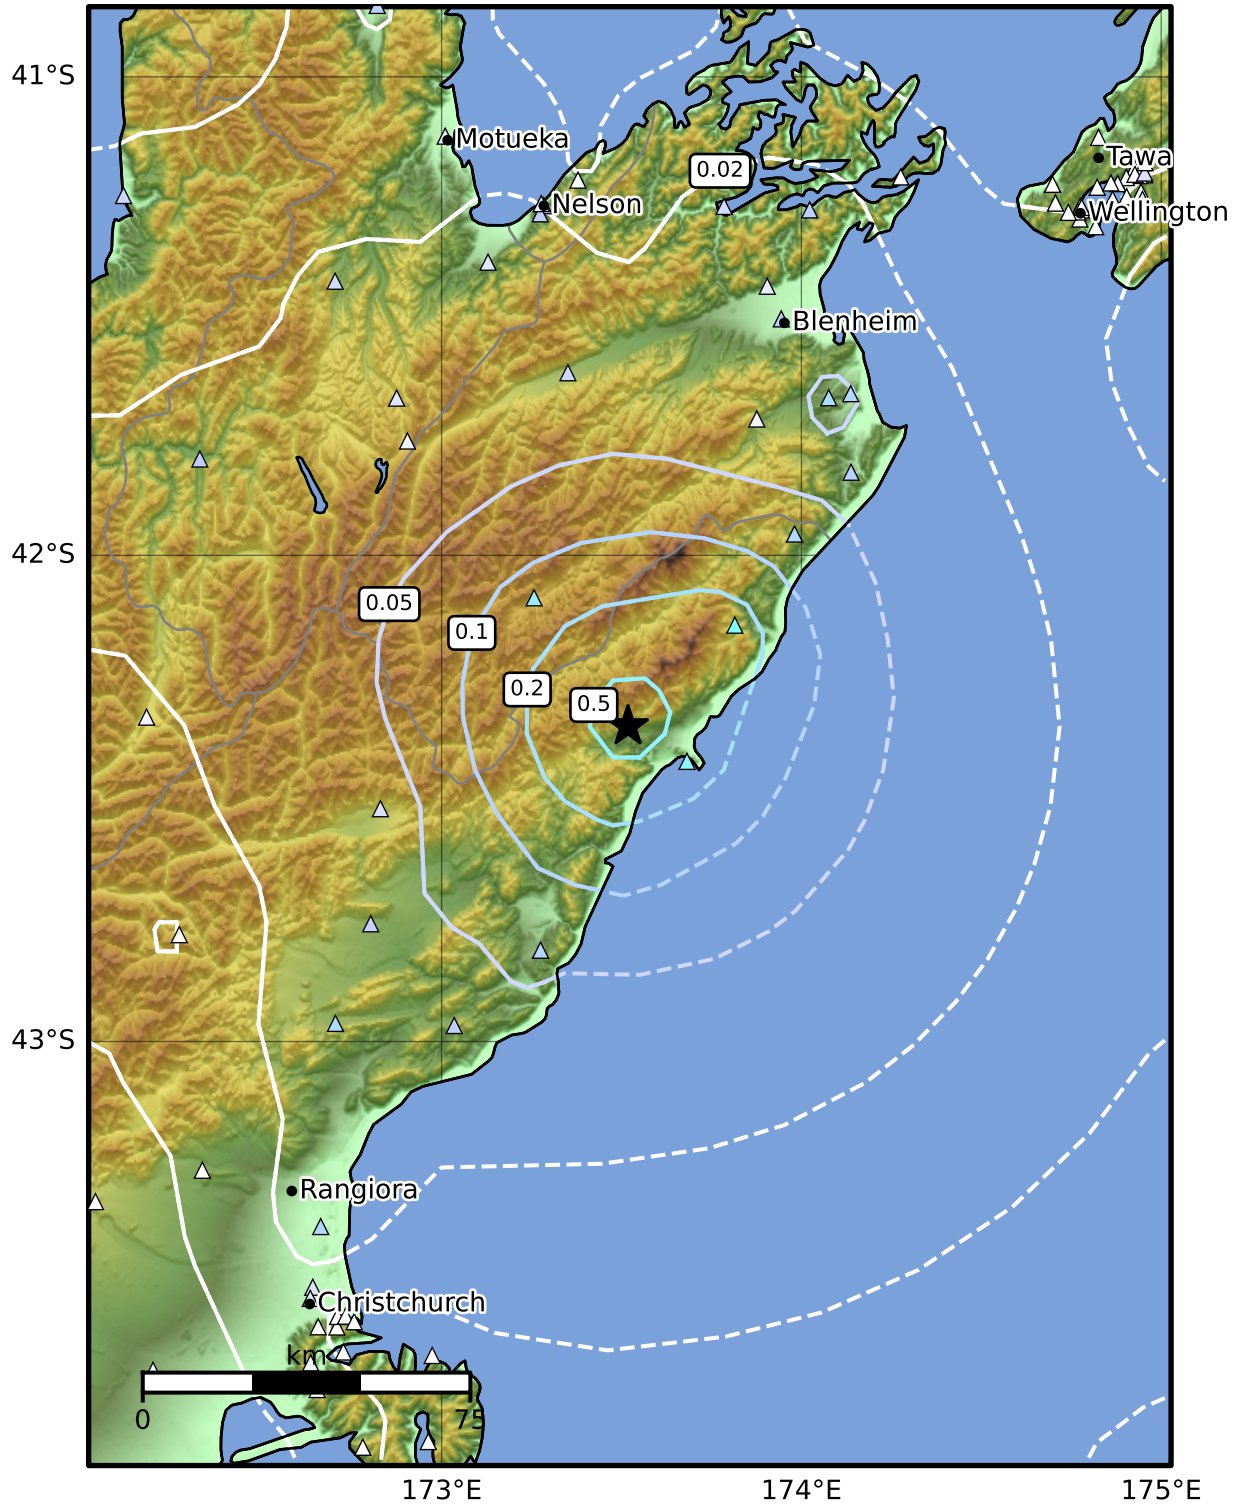 41°S
Motueka
0.02
Tawa
Nelson
Wellington
Blenheim
42°S
0.05
0.1
0.2
0.5
43°S
Rangiora
Christchurch
km
0
75
173°E
174°E
175°E